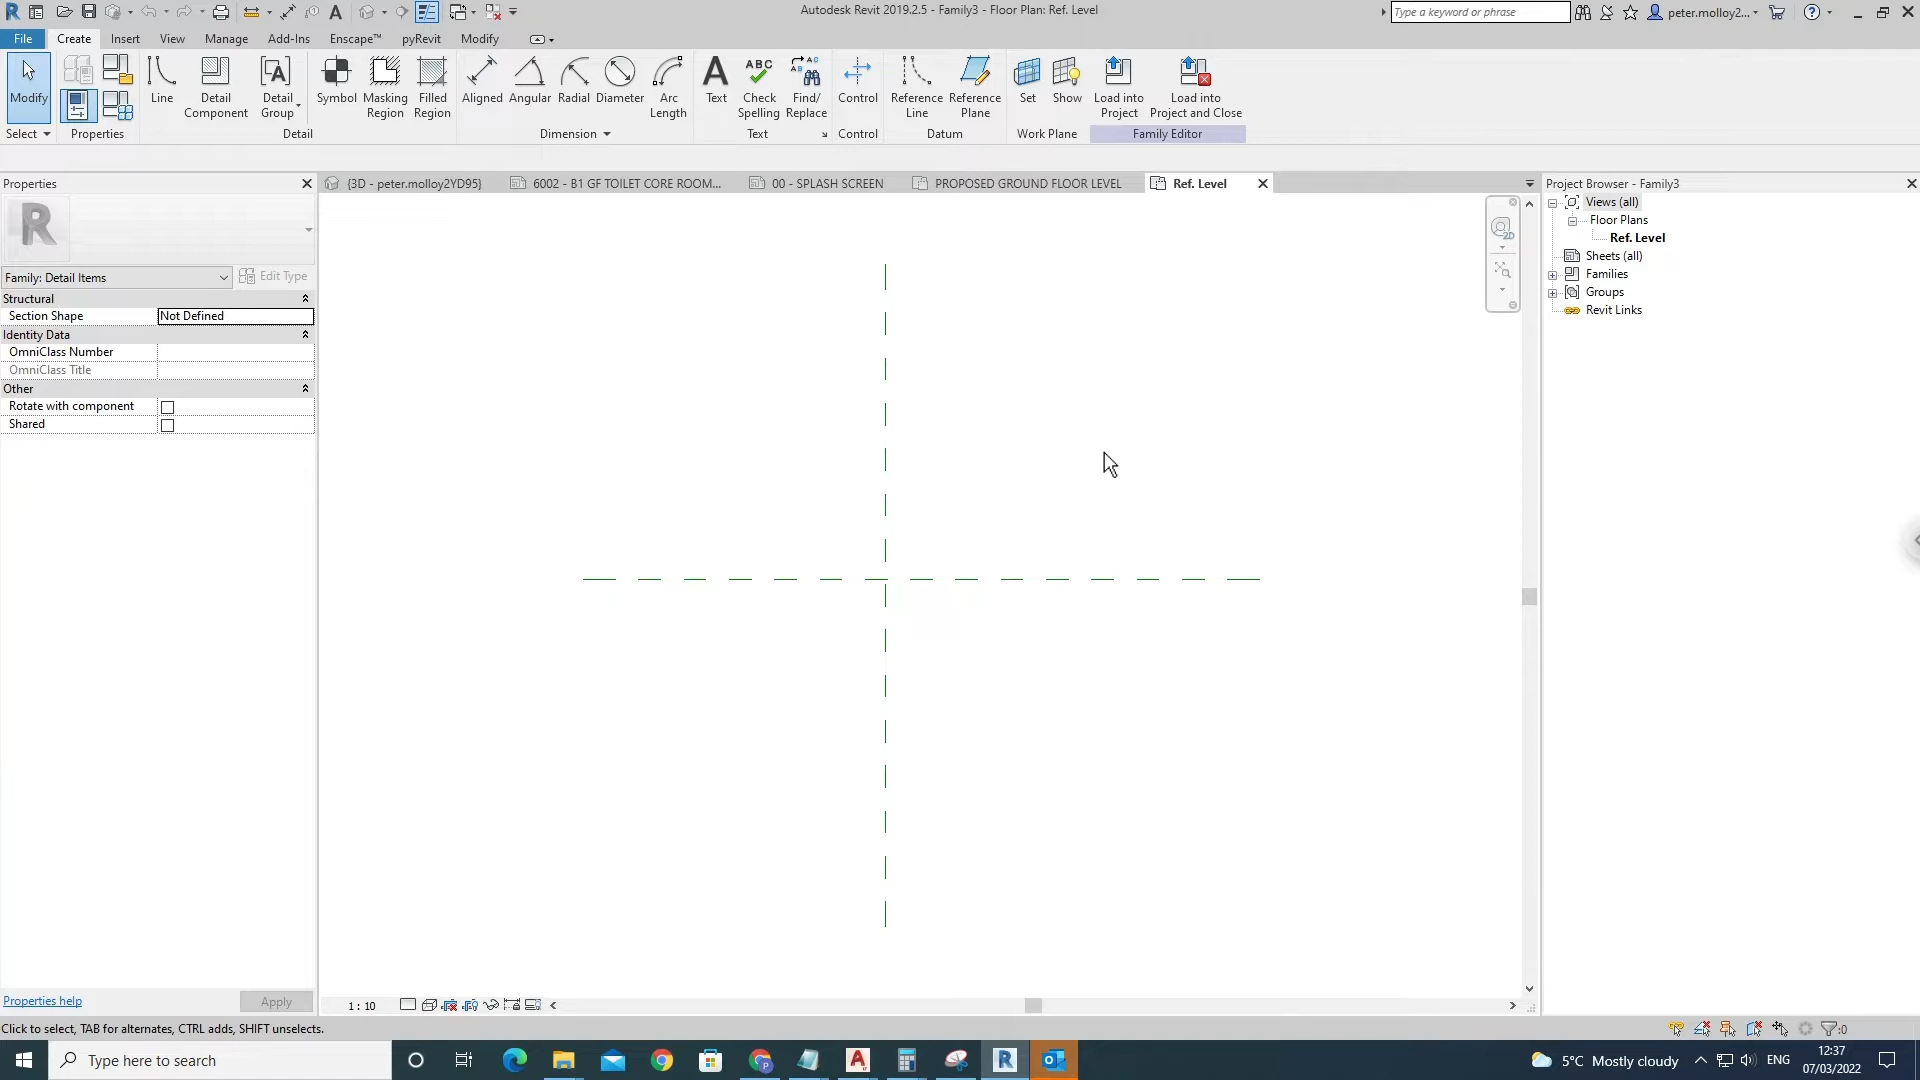 Autodesk Revit 2019.2.5 - Family3 - Floor Plan: Ref. Level
Type a keyword or phrase
peter.molloy2...
File
Create
Insert
View
Manage
Add-Ins
Enscape™
pyRevit
Modify
Modify
Line
Detail
Component
Detail
Group
Symbol
Masking
Region
Filled
Region
Aligned
Angular
Radial
Diameter
Arc
Length
Text
Check
Spelling
Find/
Replace
Control
Reference
Line
Reference
Plane
Set
Show
Load into
Project
Load into
Project and Close
Select
Properties
Detail
Dimension
Text
Control
Datum
Work Plane
Family Editor
Properties
{3D - peter.molloy2YD95}
6002 - B1 GF TOILET CORE ROOM...
00 - SPLASH SCREEN
PROPOSED GROUND FLOOR LEVEL
Ref. Level
Project Browser - Family3
Family: Detail Items
Edit Type
Structural
Section Shape
Not Defined
Identity Data
OmniClass Number
OmniClass Title
Other
Rotate with component
Shared
2D
Views (all)
Floor Plans
Ref. Level
Sheets (all)
Families
Groups
Revit Links
Properties help
Apply
1 : 10
Click to select, TAB for alternates, CTRL adds, SHIFT unselects.
:0
Type here to search
5°C Mostly cloudy
ENG
12:37
07/03/2022